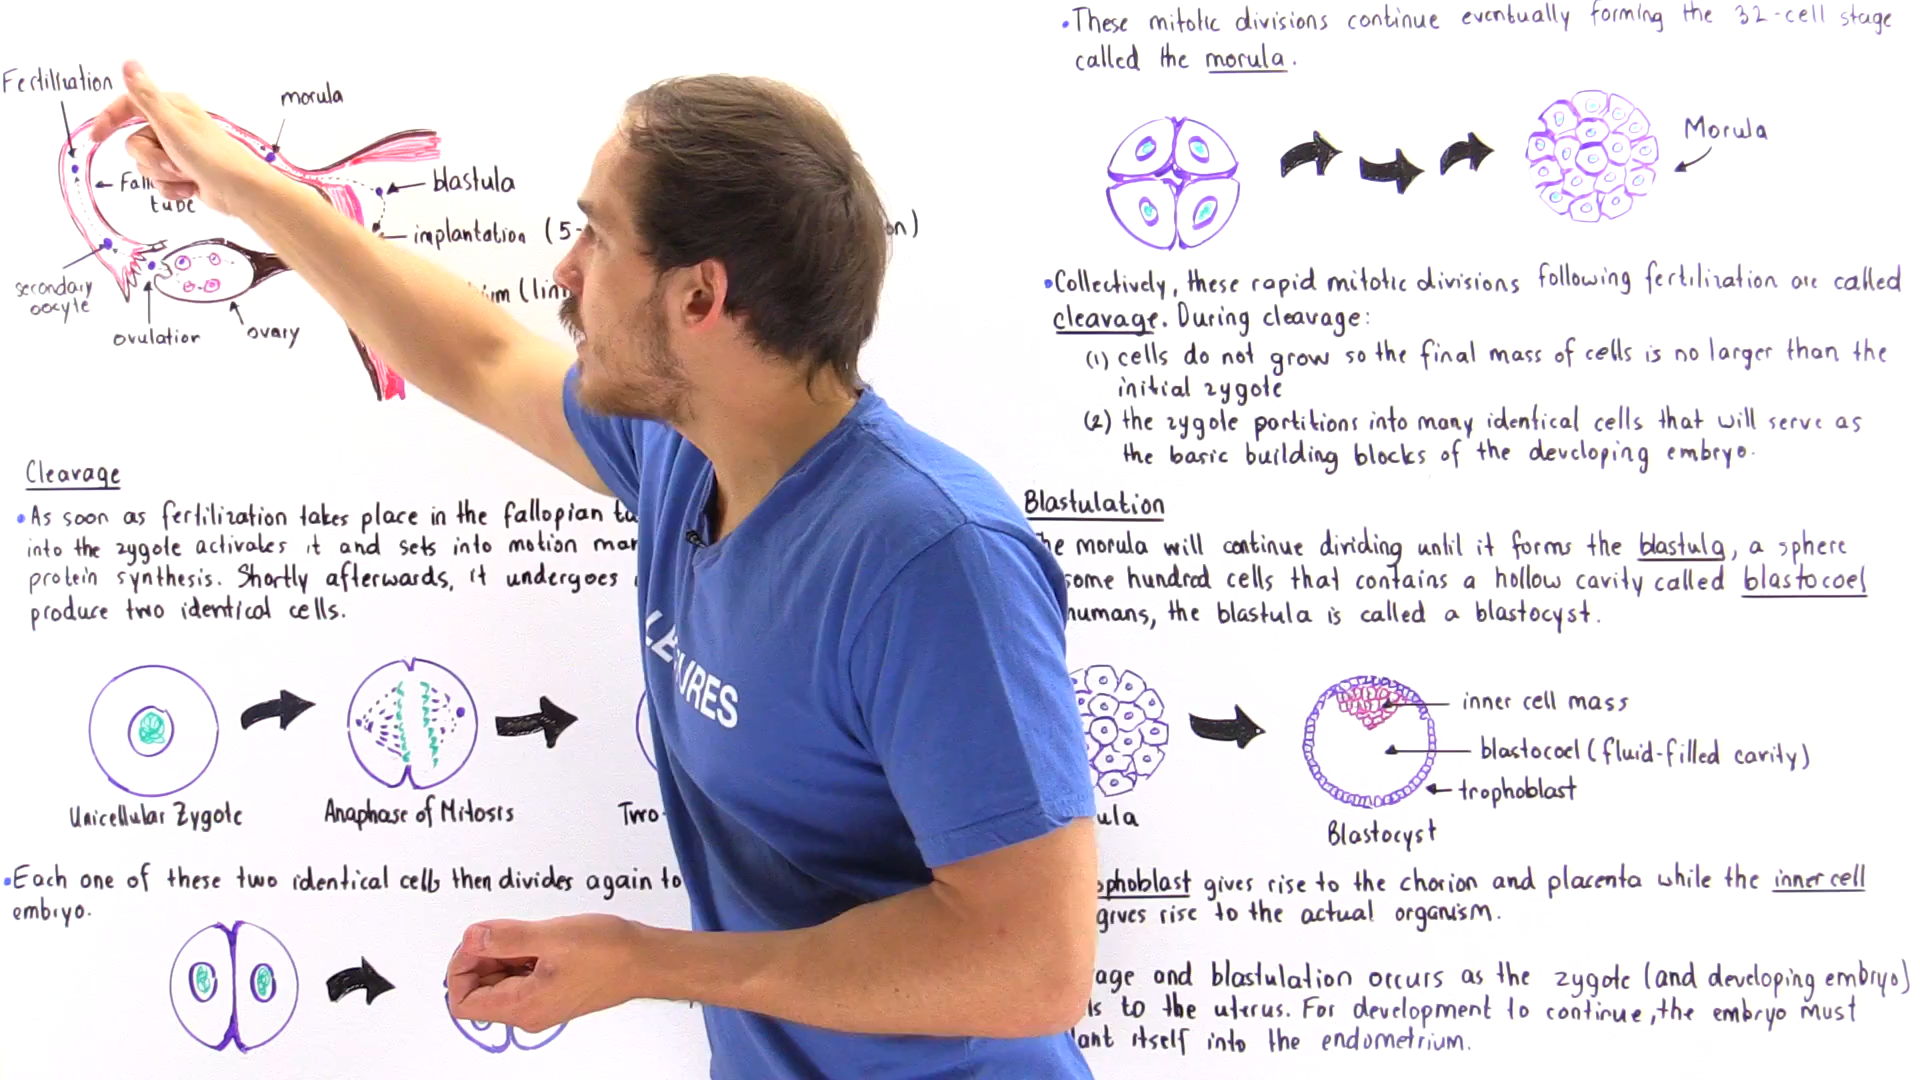 Fertilization
morula
Fall
tube
blastula
implantation (5-
on)
um (lin
secondary
oocyte
ovulation
ovary
Cleavage
•As soon as fertilization takes place in the fallopian
into the zygote activates it and sets into motion
protein synthesis. Shortly afterwards, it undergoes
produce two identical cells.
Unicellular Zygote
Anaphase of Mitosis
Two-
•Each one of these two identical cells then divides again to
embryo.
LECTURES
•These mitotic divisions continue eventually forming the 32-cell stage
called the morula.
Morula
•Collectively, these rapid mitotic divisions following fertilization are called
cleavage. During cleavage:
(1) cells do not grow so the final mass of cells is no larger than the
initial zygote
(2) the zygote partitions into many identical cells that will serve as
the basic building blocks of the developing embryo.
Blastulation
he morula will continue dividing until it forms the blastula, a sphere
some hundred cells that contains a hollow cavity called blastocoel
humans, the blastula is called a blastocyst.
ula
inner cell mass
blastocoel (fluid-filled cavity)
trophoblast
Blastocyst
ophoblast gives rise to the chorion and placenta while the inner cell
gives rise to the actual organism.
age and blastulation occurs as the zygote (and developing embryo)
ls to the uterus. For development to continue, the embryo must
lant itself into the endometrium.